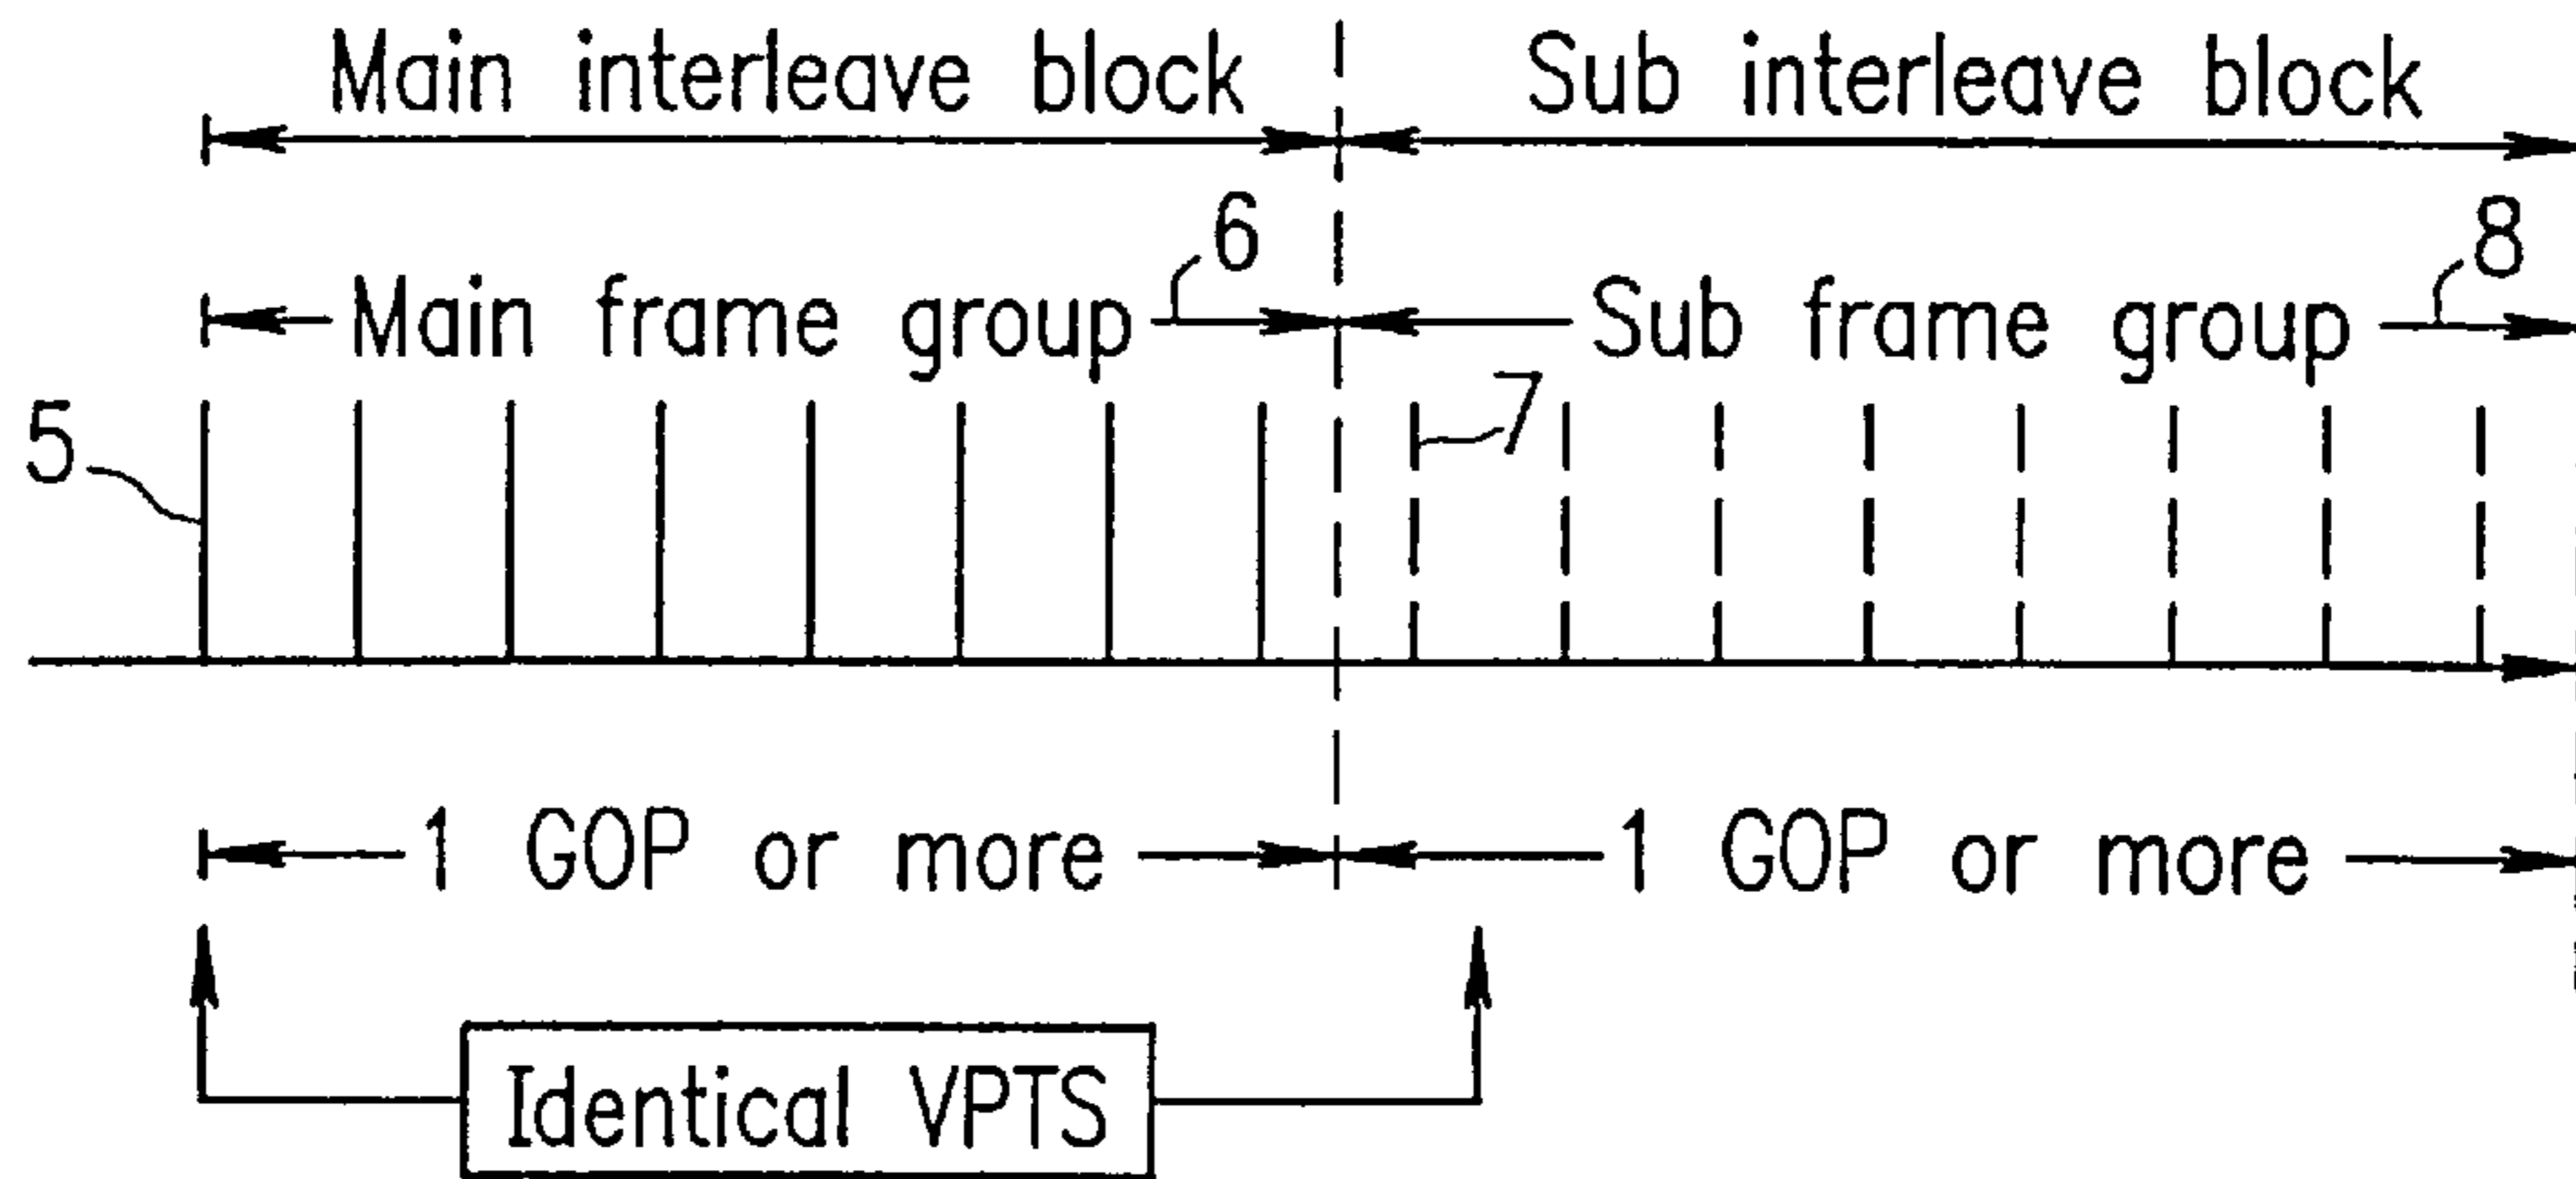 Main interleave block Sub interleave block
6 8
Main frame group Sub frame group
5 7
1 GOP or more 1 GOP or more
Identical VPTS